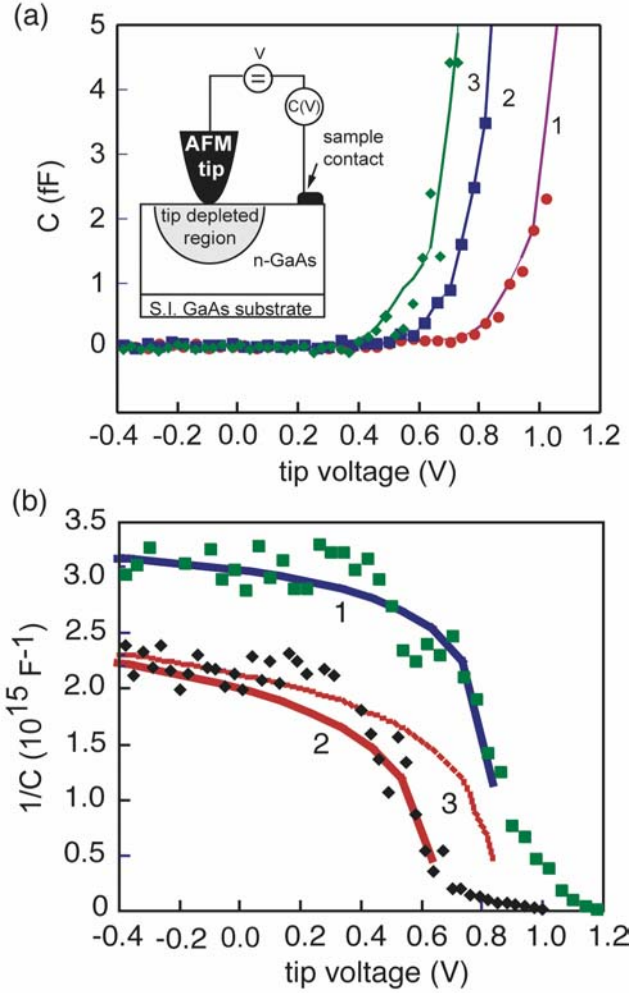 (a)
5
4
3
2
1
0
C (fF)
V
=
C(V)
AFM
tip
sample
contact
tip depleted
region
n-GaAs
S.I. GaAs substrate
3
2
1
-0.4 -0.2 0.0 0.2 0.4 0.6 0.8 1.0 1.2
tip voltage (V)
(b)
3.5
3.0
2.5
2.0
1.5
1.0
0.5
0
1/C (10¹⁵ F⁻¹)
1
2
3
-0.4 -0.2 0.0 0.2 0.4 0.6 0.8 1.0 1.2
tip voltage (V)